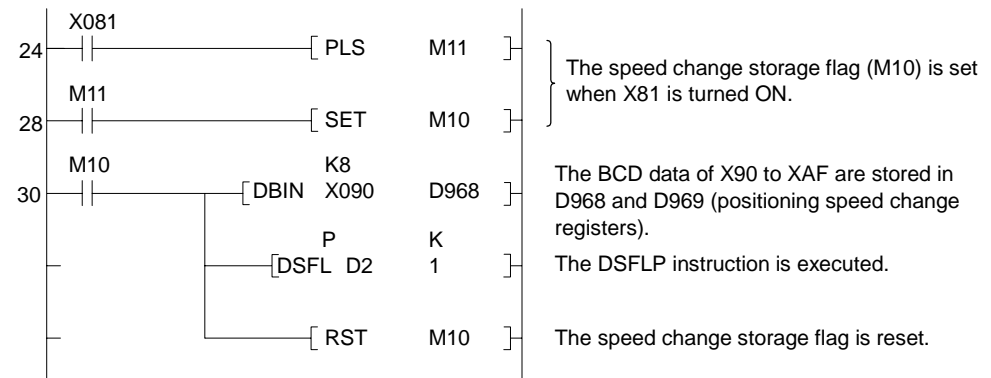 X081
24 [ PLS M11 ]
The speed change storage flag (M10) is set
when X81 is turned ON.
M11
28 [ SET M10 ]
M10 K8
30 [ DBIN X090 D968 ]
The BCD data of X90 to XAF are stored in
D968 and D969 (positioning speed change
registers).
P K
[ DSFL D2 1 ]
The DSFLP instruction is executed.
[ RST M10 ]
The speed change storage flag is reset.